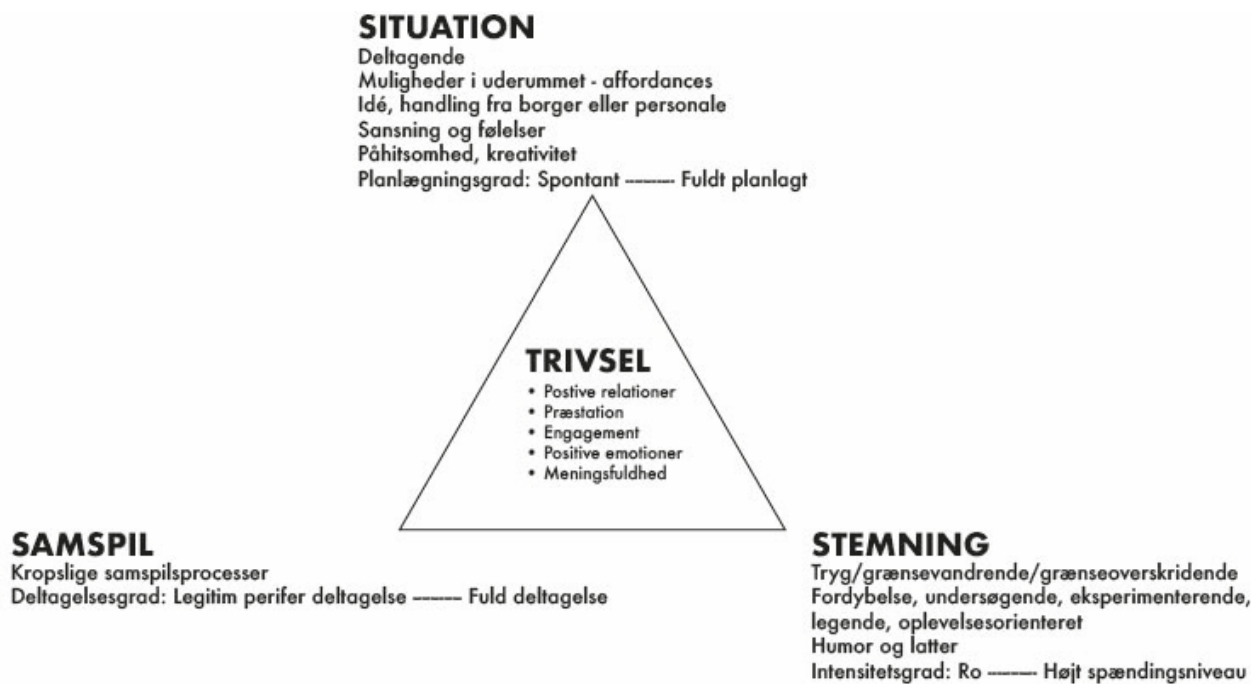 SITUATION
Deltagende
Muligheder i uderummet - affordances
Idé, handling fra borger eller personale
Sansning og følelser
Påhitsomhed, kreativitet
Planlægningsgrad: Spontant -------- Fuldt planlagt
TRIVSEL
• Postive relationer
• Præstation
• Engagement
• Positive emotioner
• Meningsfuldhed
SAMSPIL
Kropslige samspilsprocesser
Deltagelsesgrad: Legitim perifer deltagelse ------ Fuld deltagelse
STEMNING
Tryg/grænsevandrende/grænseoverskridende
Fordybelse, undersøgende, eksperimenterende,
legende, oplevelsesorienteret
Humor og latter
Intensitetsgrad: Ro -------- Højt spændingsniveau